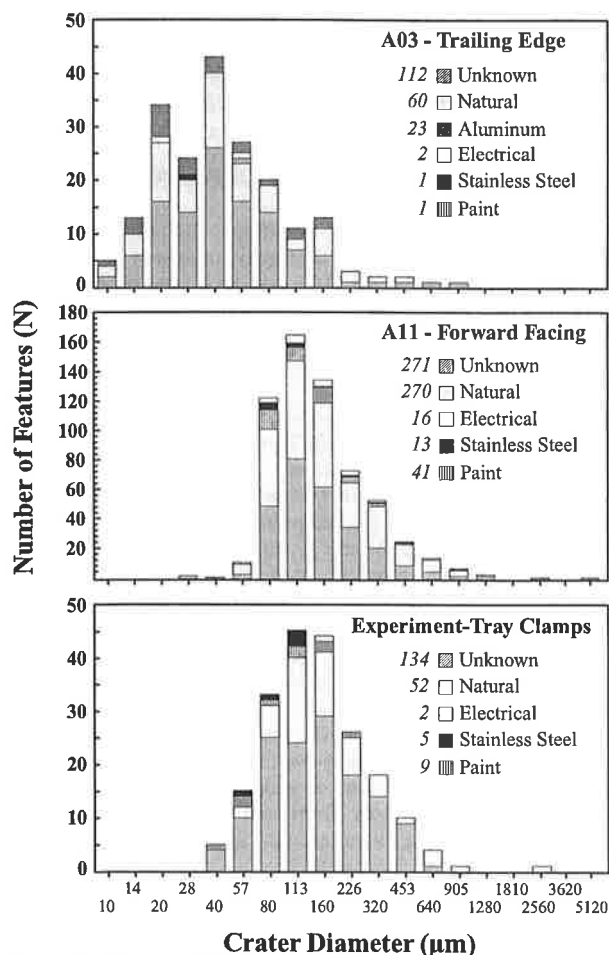 50
A03 - Trailing Edge
40
112 Unknown
60 Natural
30
23 Aluminum
2 Electrical
20
1 Stainless Steel
1 Paint
10
0
180
A11 - Forward Facing
160
140
271 Unknown
270 Natural
120
16 Electrical
100
13 Stainless Steel
80
41 Paint
60
40
20
Number of Features (N)
50
Experiment-Tray Clamps
40
134 Unknown
52 Natural
30
2 Electrical
5 Stainless Steel
20
9 Paint
10
0
14 28 57 113 226 453 905 1810 3620
10 20 40 80 160 320 640 1280 2560 5120
Crater Diameter (µm)